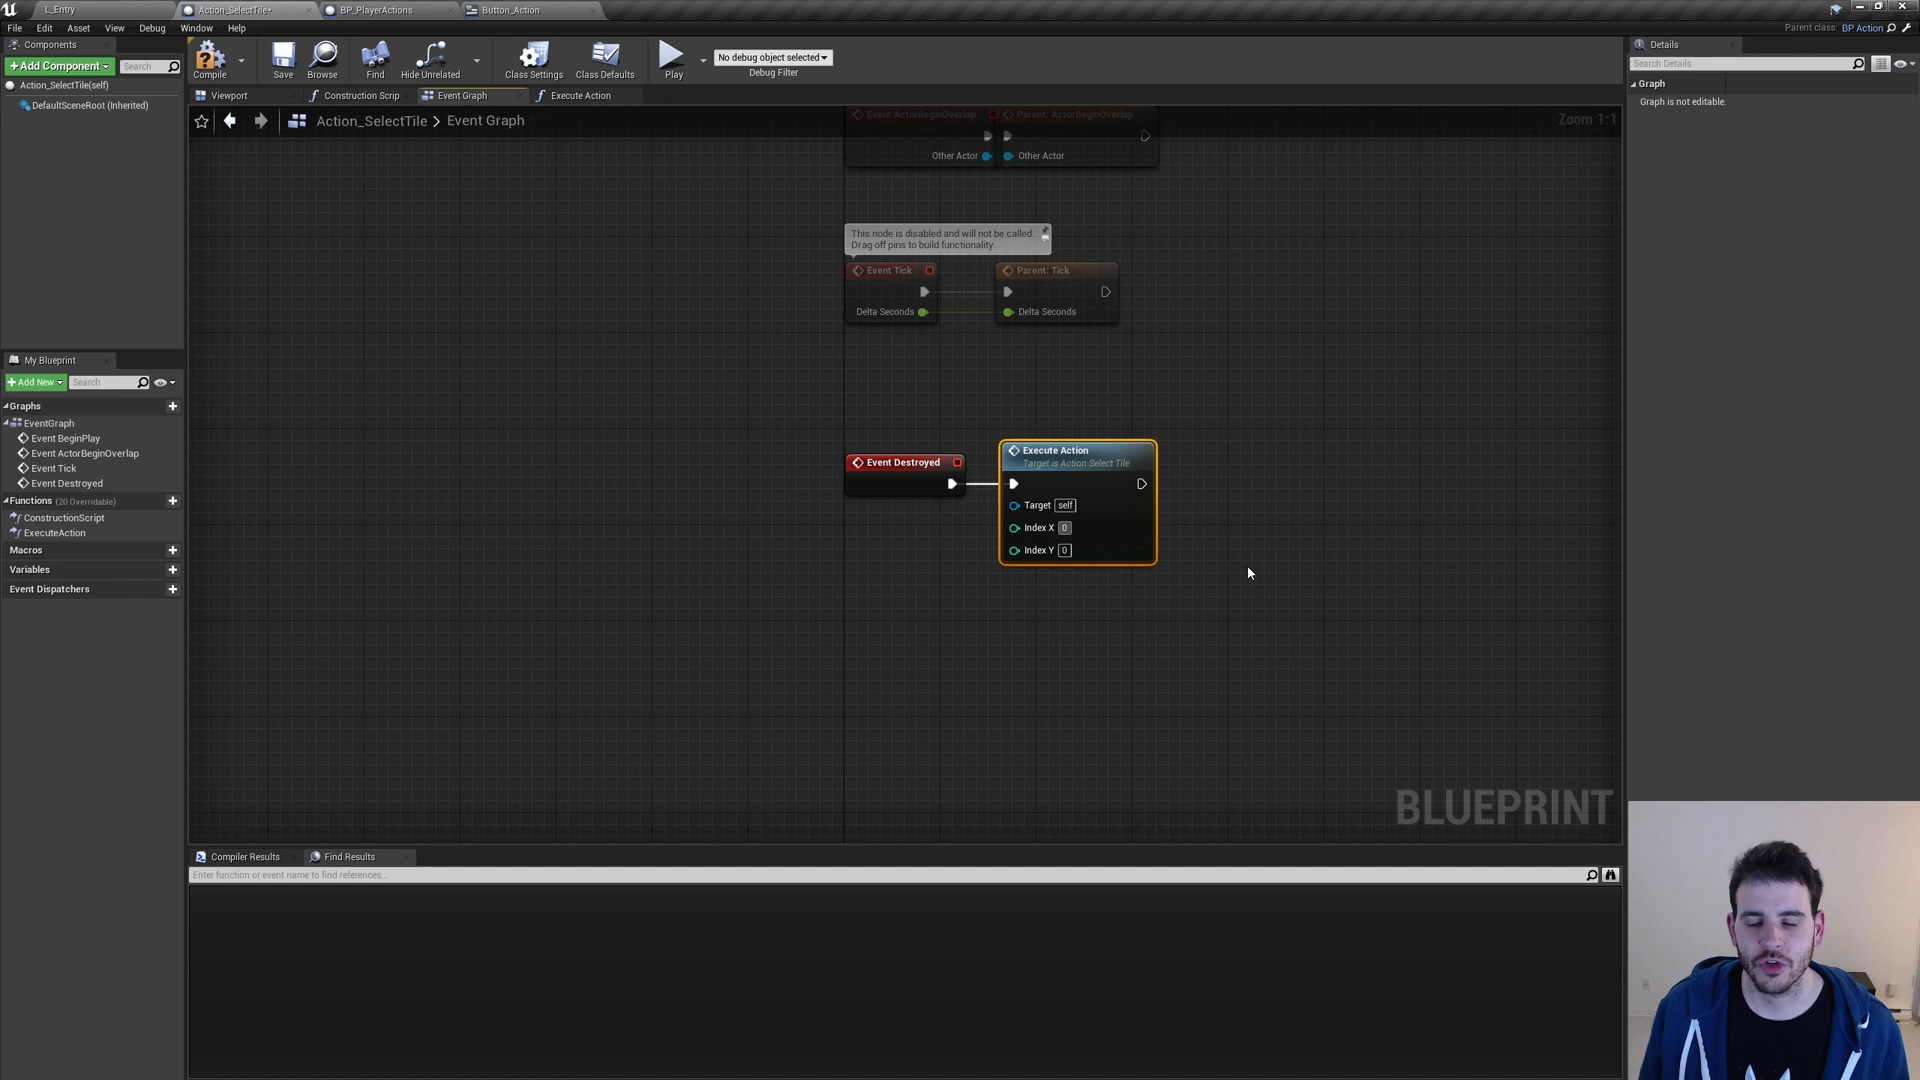 L_Entry
Action_SelectTile*
BP_PlayerActions
Button_Action
File Edit Asset View Debug Window Help
Parent class: BP Action
Components
+Add Component
Search
Action_SelectTile(self)
DefaultSceneRoot (Inherited)
Compile
Save
Browse
Find
Hide Unrelated
Class Settings
Class Defaults
Play
No debug object selected
Debug Filter
Viewport
Construction Scrip
Event Graph
Execute Action
Action_SelectTile > Event Graph
Zoom 1:1
Event ActorBeginOverlap
Other Actor
Parent: ActorBeginOverlap
Other Actor
This node is disabled and will not be called.
Drag off pins to build functionality.
Event Tick
Delta Seconds
Parent: Tick
Delta Seconds
Event Destroyed
Execute Action
Target is Action Select Tile
Target self
Index X 0
Index Y 0
BLUEPRINT
My Blueprint
+Add New
Search
Graphs
EventGraph
Event BeginPlay
Event ActorBeginOverlap
Event Tick
Event Destroyed
Functions (20 Overridable)
ConstructionScript
ExecuteAction
Macros
Variables
Event Dispatchers
Compiler Results
Find Results
Enter function or event name to find references...
Details
Search Details
Graph
Graph is not editable.